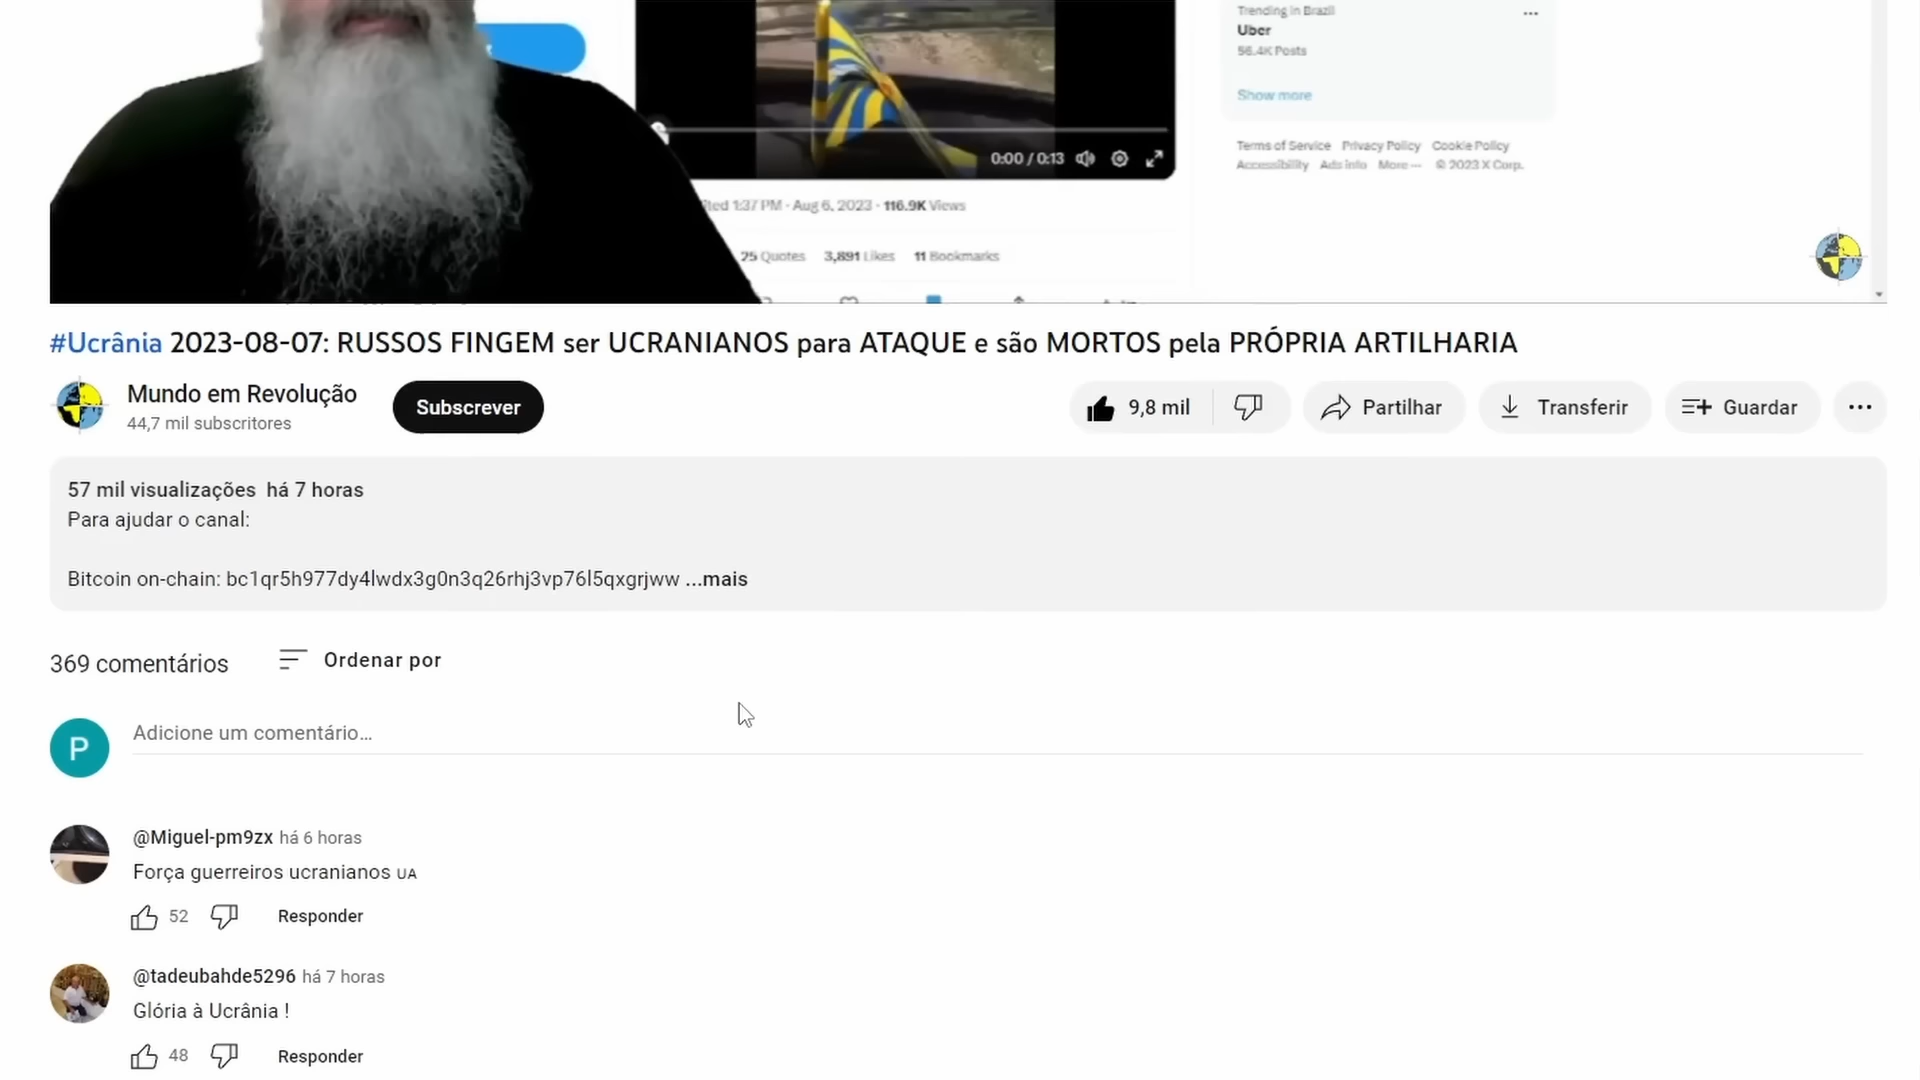 Trending in Brazil
Uber
56.4K Posts
Show more
0:00 / 0:13
Terms of Service Privacy Policy Cookie Policy
Accessibility Ads info More ··· © 2023 X Corp.
1:37 PM · Aug 6, 2023 · 116.9K Views
25 Quotes 3,891 Likes 11 Bookmarks
#Ucrânia 2023-08-07: RUSSOS FINGEM ser UCRANIANOS para ATAQUE e são MORTOS pela PRÓPRIA ARTILHARIA
Mundo em Revolução
44,7 mil subscritores
Subscrever
9,8 mil
Partilhar
Transferir
Guardar
57 mil visualizações há 7 horas
Para ajudar o canal:
Bitcoin on-chain: bc1qr5h977dy4lwdx3g0n3q26rhj3vp76l5qxgrjww ...mais
369 comentários
Ordenar por
P
Adicione um comentário…
@Miguel-pm9zx há 6 horas
Força guerreiros ucranianos UA
52
Responder
@tadeubahde5296 há 7 horas
Glória à Ucrânia !
48
Responder